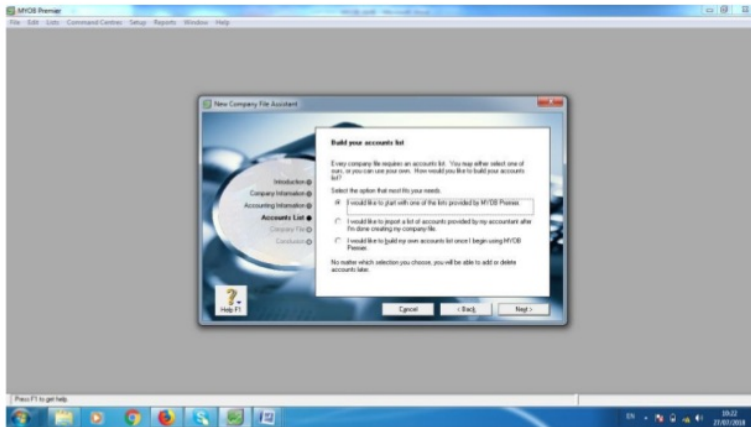 MYOB Premier
File Edit Lists Command Centres Setup Reports Window Help
New Company File Assistant
Introduction
Company Information
Accounting Information
Accounts List
Company File
Conclusion
Build your accounts list
Every company file requires an accounts list. You may either select one of
ours, or you can use your own. How would you like to build your accounts
list?
Select the option that most fits your needs.
I would like to start with one of the lists provided by MYOB Premier.
I would like to import a list of accounts provided by my accountant after
I'm done creating my company file.
I would like to build my own accounts list once I begin using MYOB
Premier.
No matter which selection you choose, you will be able to add or delete
accounts later.
Help F1
Cancel
< Back
Next >
Press F1 to get help.
EN
10:22
27/07/2018